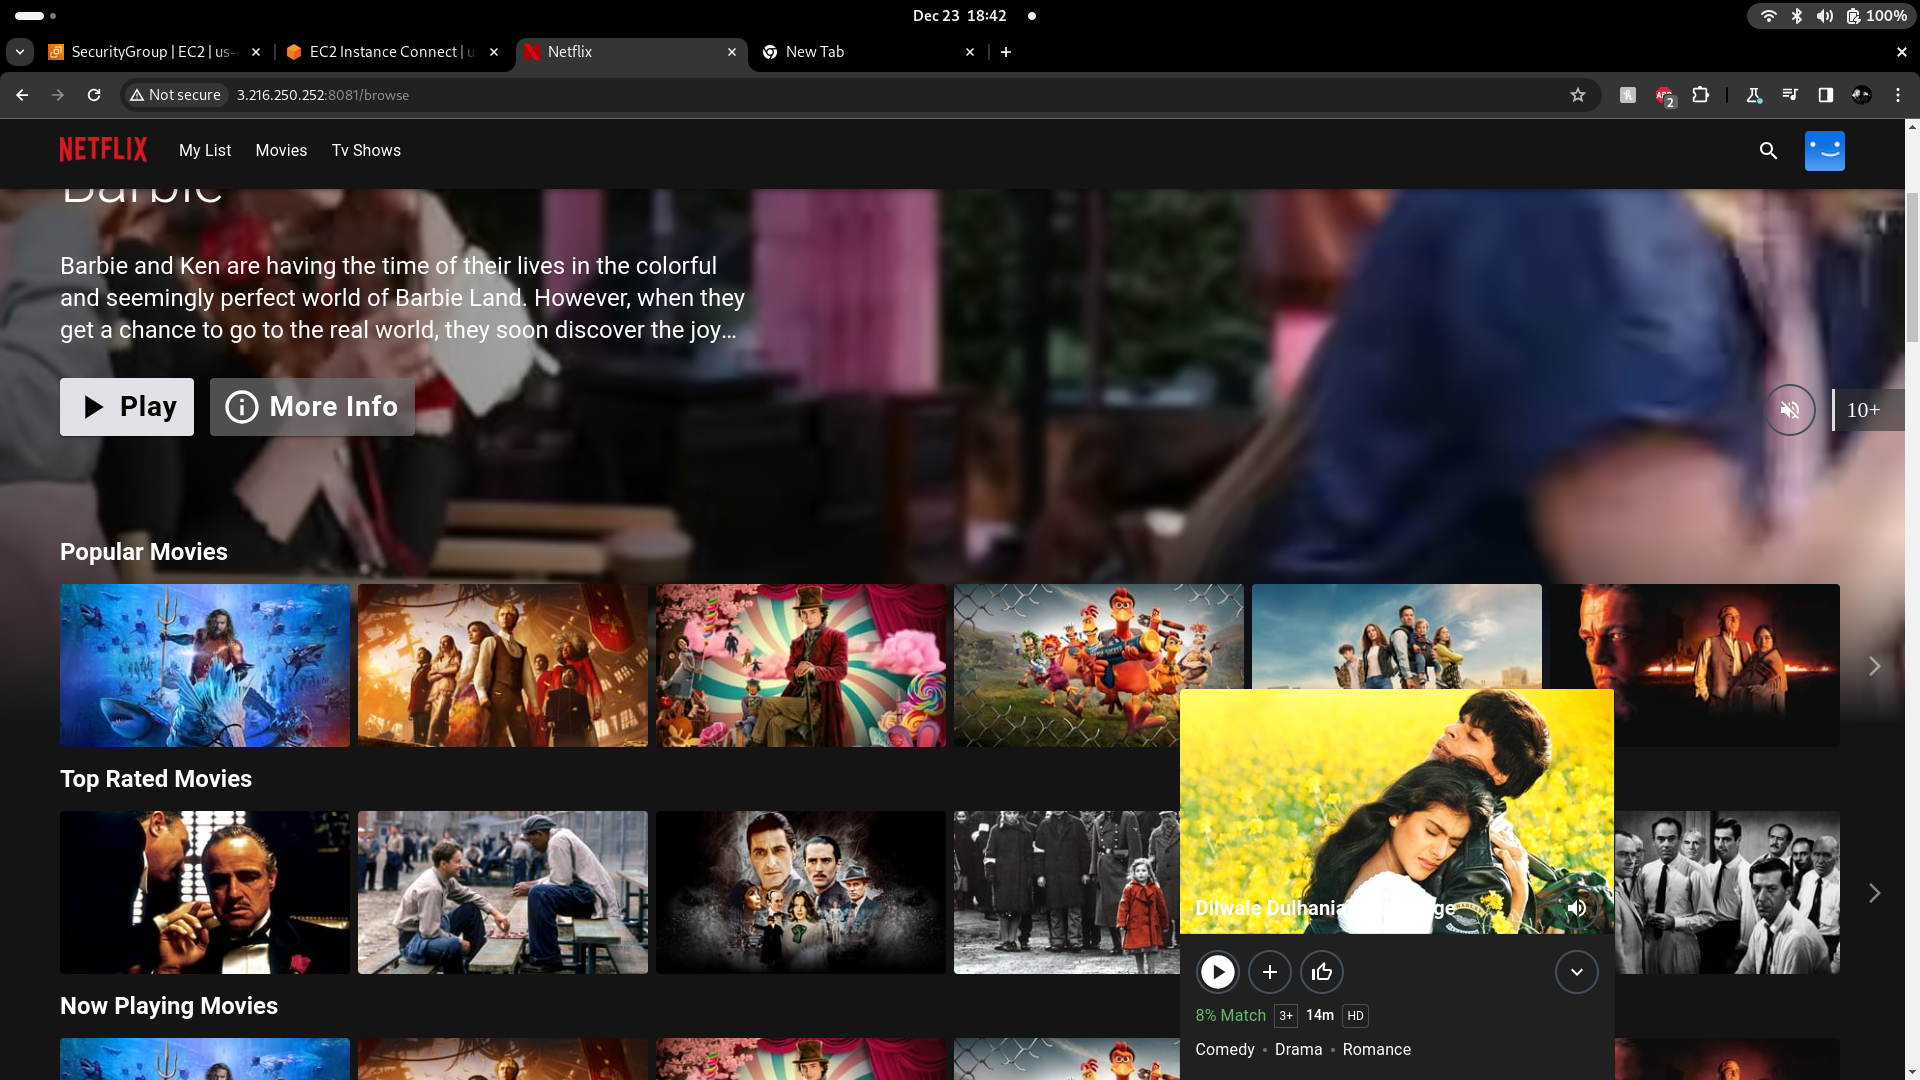 Dec 23 18:42
100%
SecurityGroup | EC2 | us-
EC2 Instance Connect | u
Netflix
New Tab
Not secure
3.216.250.252:8081/browse
2
NETFLIX
My List
Movies
Tv Shows
Barbie
Barbie and Ken are having the time of their lives in the colorful
and seemingly perfect world of Barbie Land. However, when they
get a chance to go to the real world, they soon discover the joy…
Play
More Info
10+
Popular Movies
Top Rated Movies
Dilwale Dulhania
ge
8% Match
3+
14m
HD
Comedy • Drama • Romance
Now Playing Movies